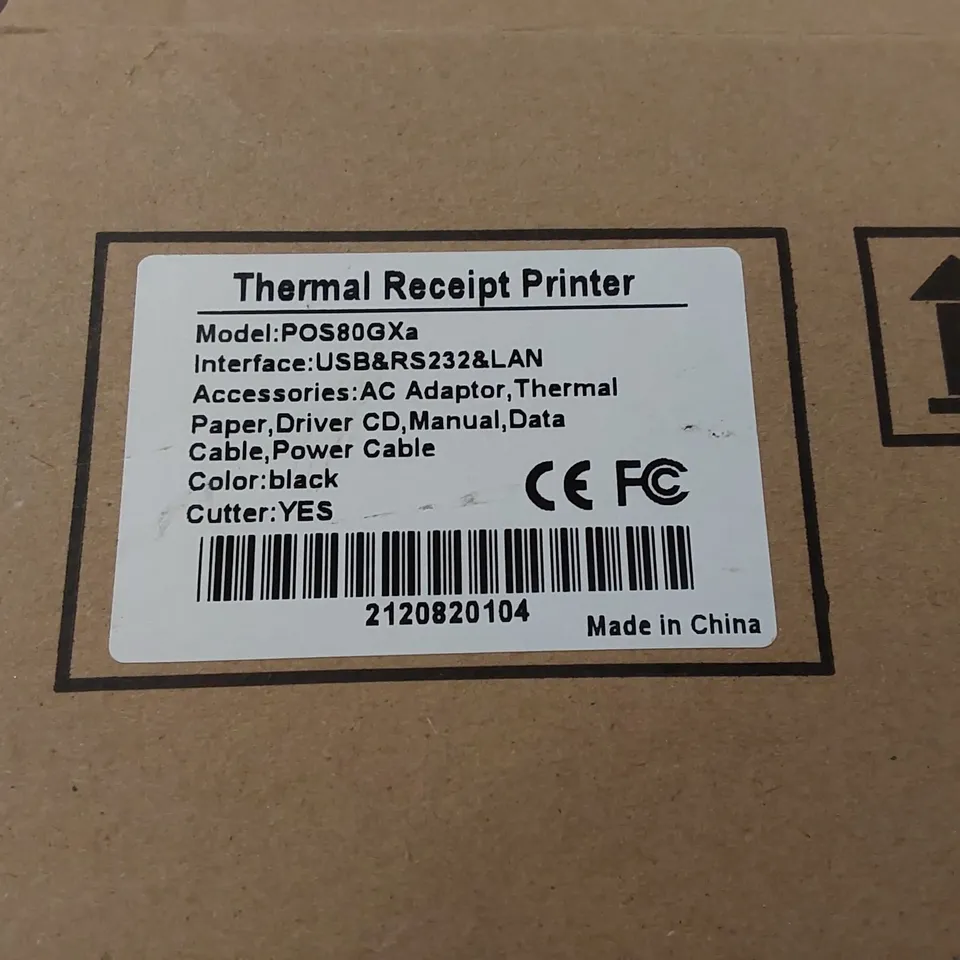 Thermal Receipt Printer
Model:POS80GXa
Interface:USB&RS232&LAN
Accessories:AC Adaptor,Thermal
Paper,Driver CD,Manual,Data
Cable,Power Cable
Color:black
Cutter:YES
CE FC
2120820104
Made in China